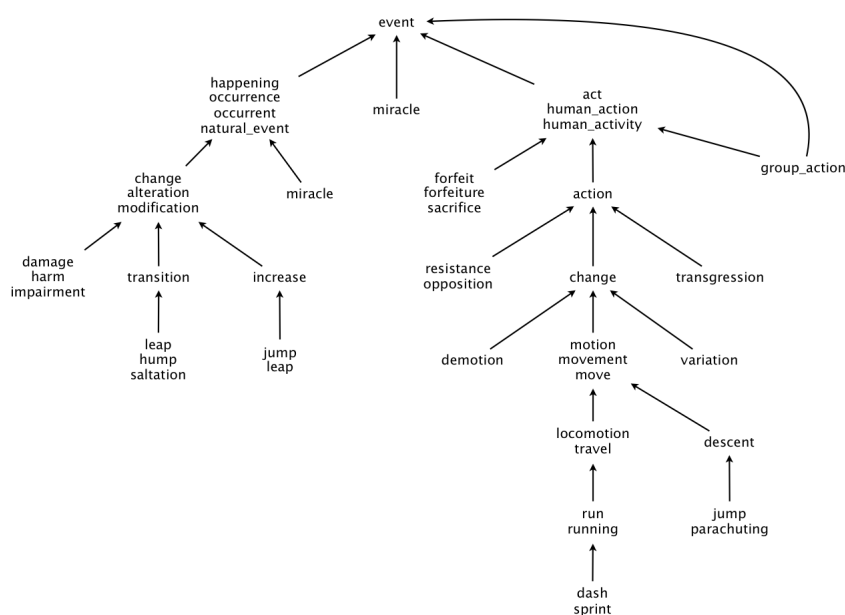 event
happening
occurrence
occurrent
natural_event
miracle
act
human_action
human_activity
group_action
change
alteration
modification
miracle
forfeit
forfeiture
sacrifice
action
damage
harm
impairment
transition
increase
resistance
opposition
change
transgression
leap
hump
saltation
jump
leap
demotion
motion
movement
move
variation
locomotion
travel
descent
run
running
jump
parachuting
dash
sprint